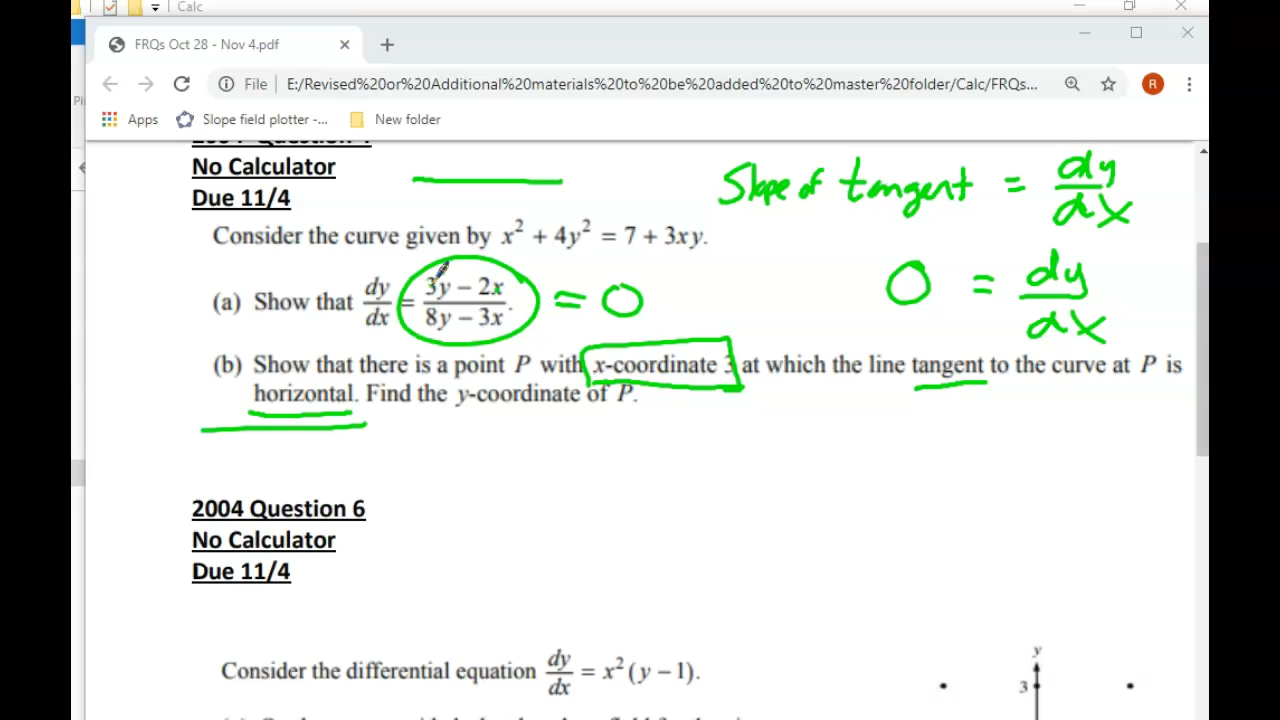 Calc
FRQs Oct 28 - Nov 4.pdf
File E:/Revised%20or%20Additional%20materials%20to%20be%20added%20to%20master%20folder/Calc/FRQs... R
Apps Slope field plotter -... New folder
No Calculator
Due 11/4
Slope of tangent = dy/dx
Consider the curve given by x² + 4y² = 7 + 3xy.
(a) Show that dy/dx = (3y − 2x)/(8y − 3x). = 0
0 = dy/dx
(b) Show that there is a point P with x-coordinate 3 at which the line tangent to the curve at P is
horizontal. Find the y-coordinate of P.
2004 Question 6
No Calculator
Due 11/4
Consider the differential equation dy/dx = x²(y − 1).
y
3